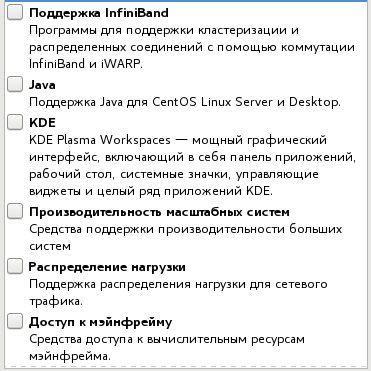 Поддержка InfiniBand
Программы для поддержки кластеризации и
распределенных соединений с помощью коммутации
InfiniBand и iWARP.
Java
Поддержка Java для CentOS Linux Server и Desktop.
KDE
KDE Plasma Workspaces — мощный графический
интерфейс, включающий в себя панель приложений,
рабочий стол, системные значки, управляющие
виджеты и целый ряд приложений KDE.
Производительность масштабных систем
Средства поддержки производительности больших
систем
Распределение нагрузки
Поддержка распределения нагрузки для сетевого
трафика.
Доступ к мэйнфрейму
Средства доступа к вычислительным ресурсам
мэйнфрейма.